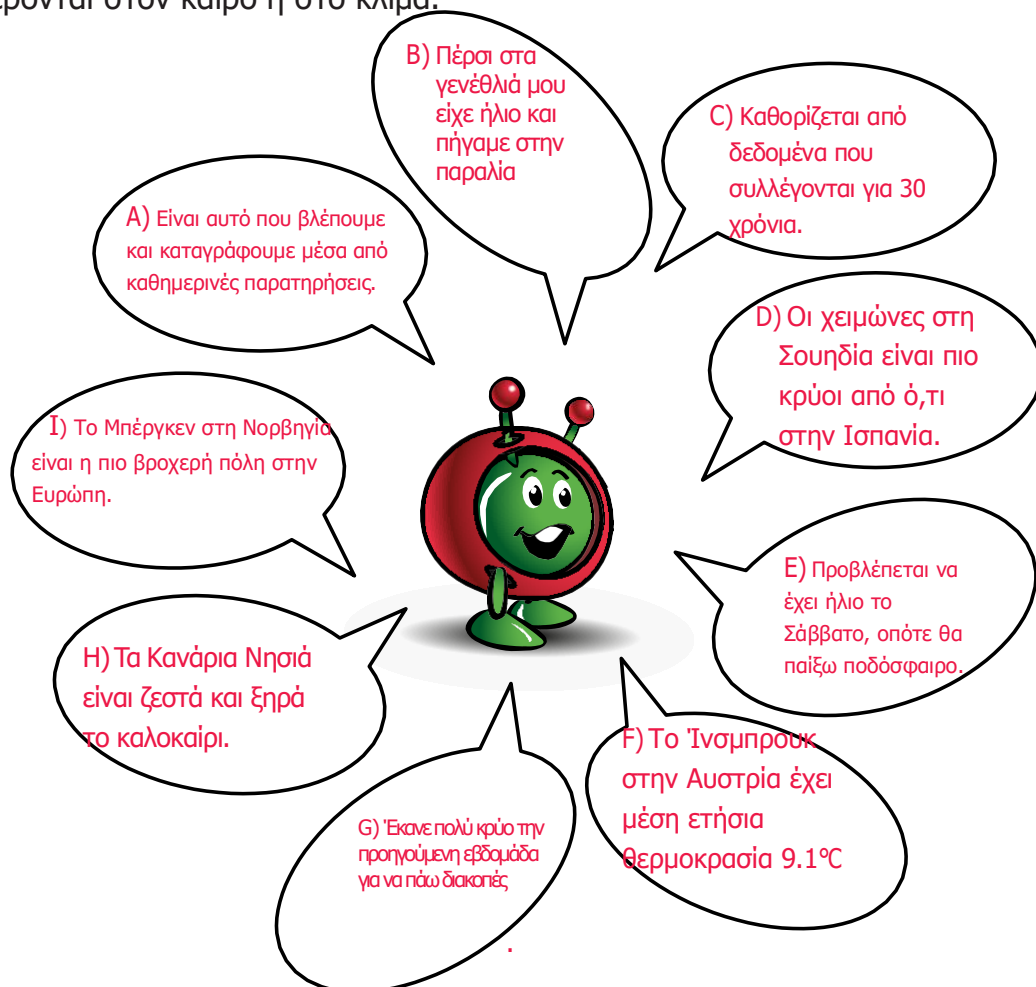 στον καιρό ή στο κλίμα.
B) Πέρσι στα
γενέθλιά μου
είχε ήλιο και
πήγαμε στην
παραλία
C) Καθορίζεται από
δεδομένα που
συλλέγονται για 30
χρόνια.
A) Είναι αυτό που βλέπουμε
και καταγράφουμε μέσα από
καθημερινές παρατηρήσεις.
D) Οι χειμώνες στη
Σουηδία είναι πιο
κρύοι από ό,τι
στην Ισπανία.
I) Το Μπέργκεν στη Νορβηγία
είναι η πιο βροχερή πόλη στην
Ευρώπη.
E) Προβλέπεται να
έχει ήλιο το
Σάββατο, οπότε θα
παίξω ποδόσφαιρο.
H) Τα Κανάρια Νησιά
είναι ζεστά και ξηρά
το καλοκαίρι.
F) Το Ίνσμπρουκ
στην Αυστρία έχει
μέση ετήσια
θερμοκρασία 9.1°C
G) Έκανε πολύ κρύο την
προηγούμενη εβδομάδα
για να πάω διακοπές
.